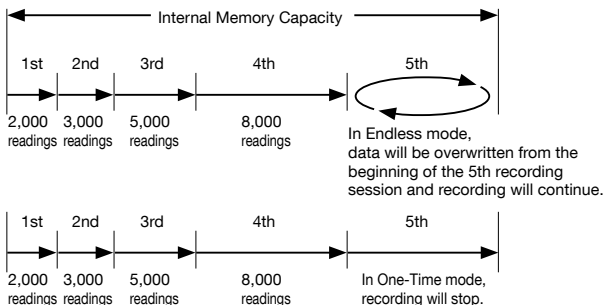 Internal Memory Capacity
1st 2nd 3rd 4th 5th
2,000 3,000 5,000 8,000
readings readings readings readings
In Endless mode,
data will be overwritten from the
beginning of the 5th recording
session and recording will continue.
1st 2nd 3rd 4th 5th
2,000 3,000 5,000 8,000 In One-Time mode,
readings readings readings readings recording will stop.